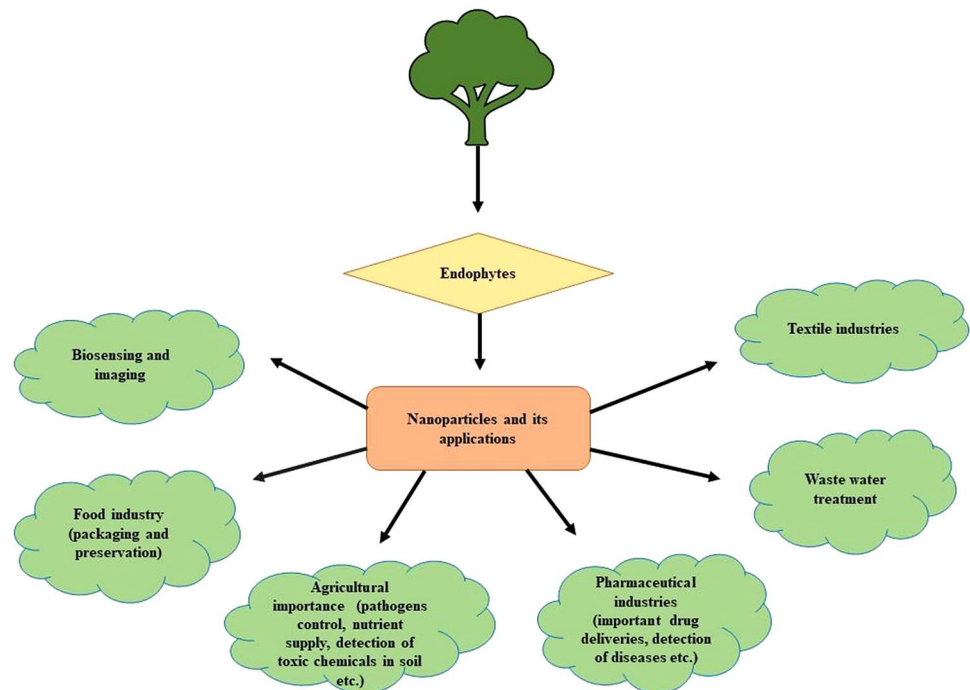 Endophytes
Nanoparticles and its
applications
Biosensing and
imaging
Textile industries
Food industry
(packaging and
preservation)
Waste water
treatment
Agricultural
importance (pathogens
control, nutrient
supply, detection of
toxic chemicals in soil
etc.)
Pharmaceutical
industries
(important drug
deliveries, detection
of diseases etc.)